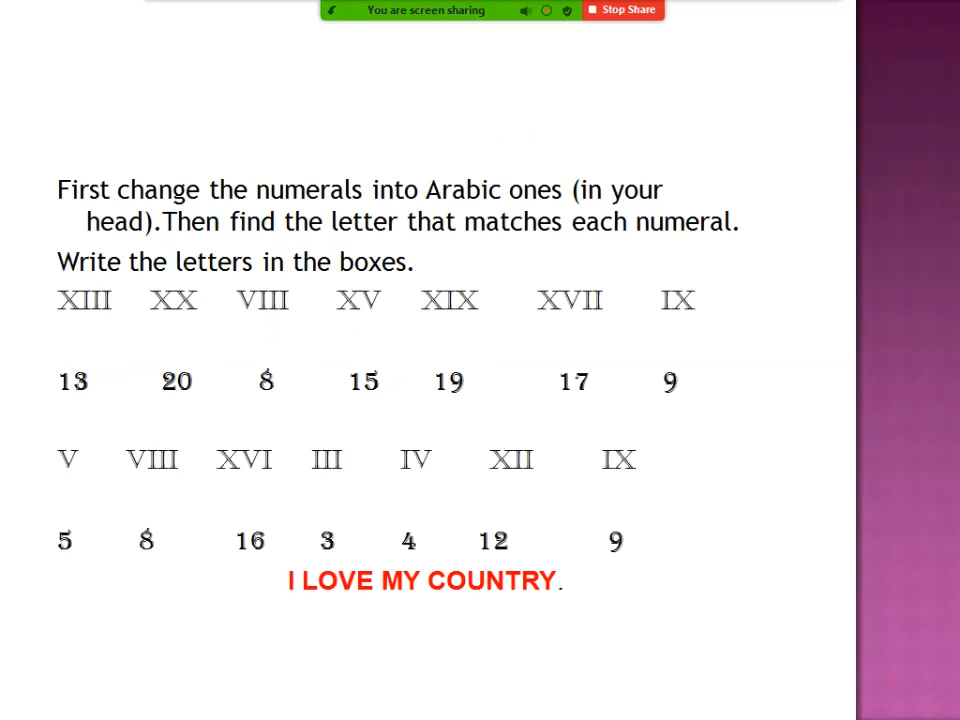 You are screen sharing Stop Share
First change the numerals into Arabic ones (in your
head).Then find the letter that matches each numeral.
Write the letters in the boxes.
XIII XX VIII XV XIX XVII IX
13 20 8 15 19 17 9
V VIII XVI III IV XII IX
5 8 16 3 4 12 9
I LOVE MY COUNTRY.